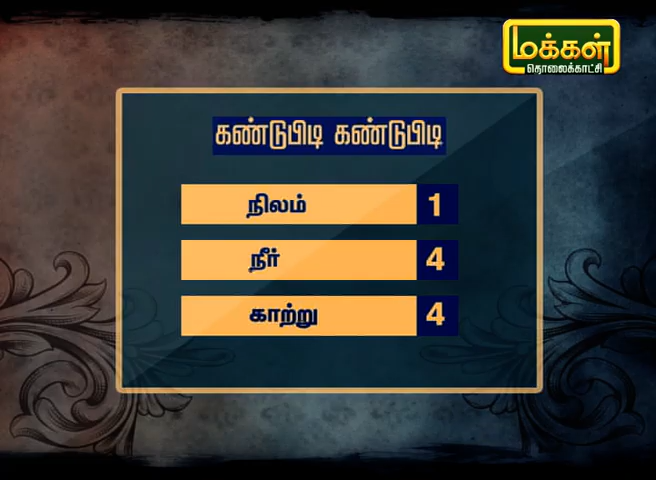 மக்கள்
தொலைக்காட்சி
கண்டுபிடி கண்டுபிடி
நிலம் 1
நீர் 4
காற்று 4